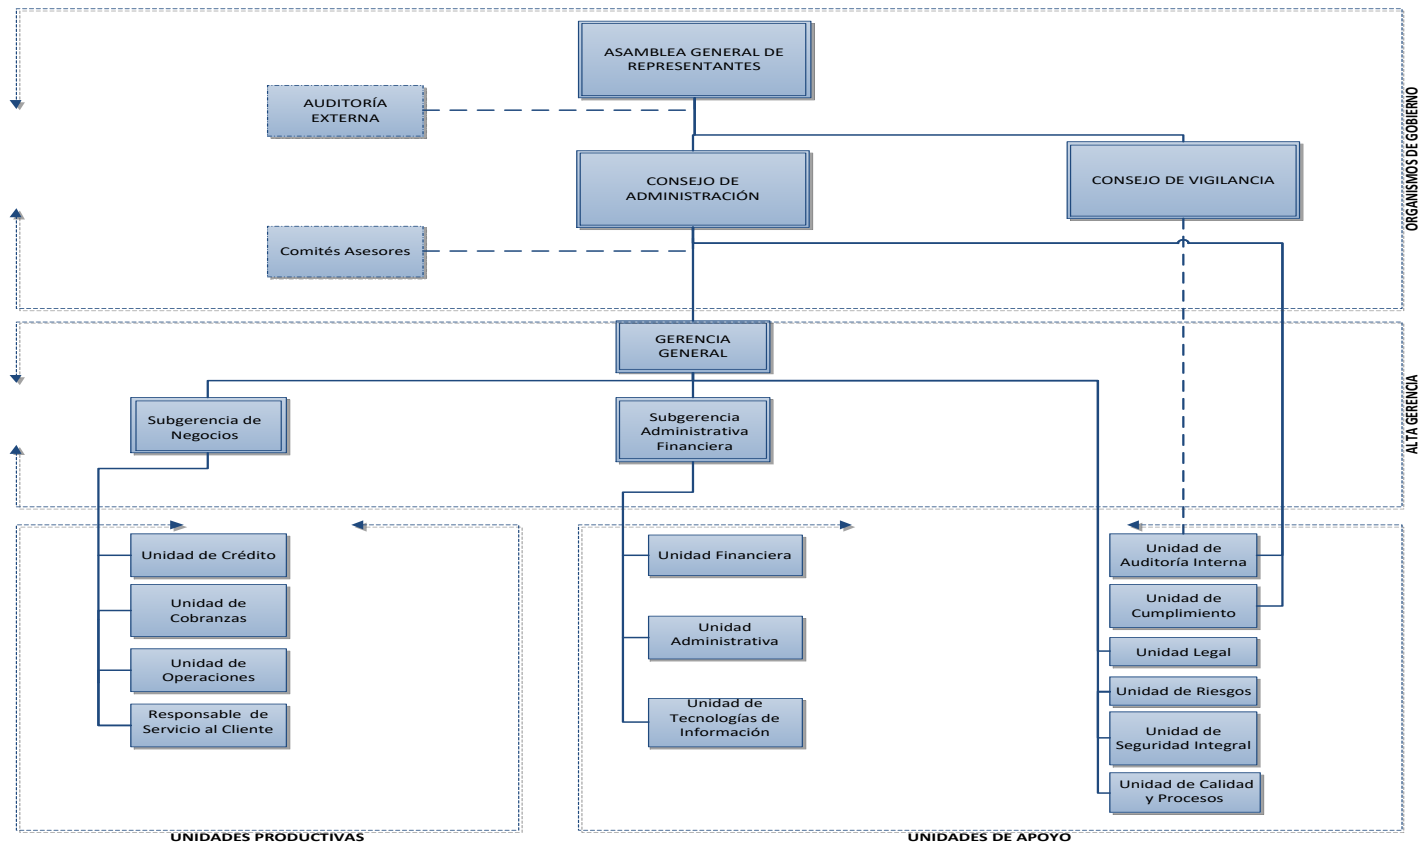 ASAMBLEA GENERAL DE
REPRESENTANTES
AUDITORÍA
EXTERNA
CONSEJO DE
ADMINISTRACIÓN
CONSEJO DE VIGILANCIA
ORGANISMOS DE GOBIERNO
Comités Asesores
GERENCIA
GENERAL
ALTA GERENCIA
Subgerencia de
Negocios
Subgerencia
Administrativa
Financiera
Unidad de Crédito
Unidad de
Cobranzas
Unidad de
Operaciones
Responsable de
Servicio al Cliente
Unidad Financiera
Unidad
Administrativa
Unidad de
Tecnologías de
Información
Unidad de
Auditoría Interna
Unidad de
Cumplimiento
Unidad Legal
Unidad de Riesgos
Unidad de
Seguridad Integral
Unidad de Calidad
y Procesos
UNIDADES PRODUCTIVAS
UNIDADES DE APOYO